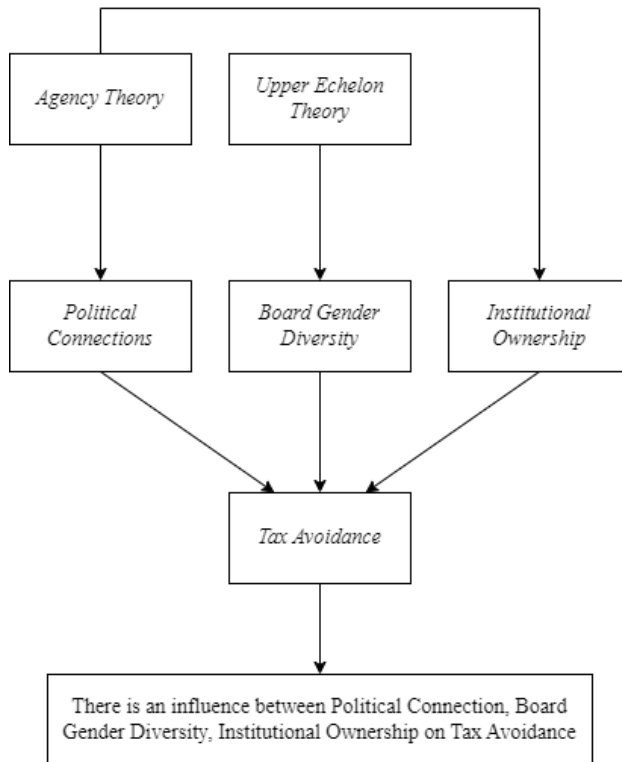 Agency Theory
Upper Echelon
Theory
Political
Connections
Board Gender
Diversity
Institutional
Ownership
Tax Avoidance
There is an influence between Political Connection, Board
Gender Diversity, Institutional Ownership on Tax Avoidance